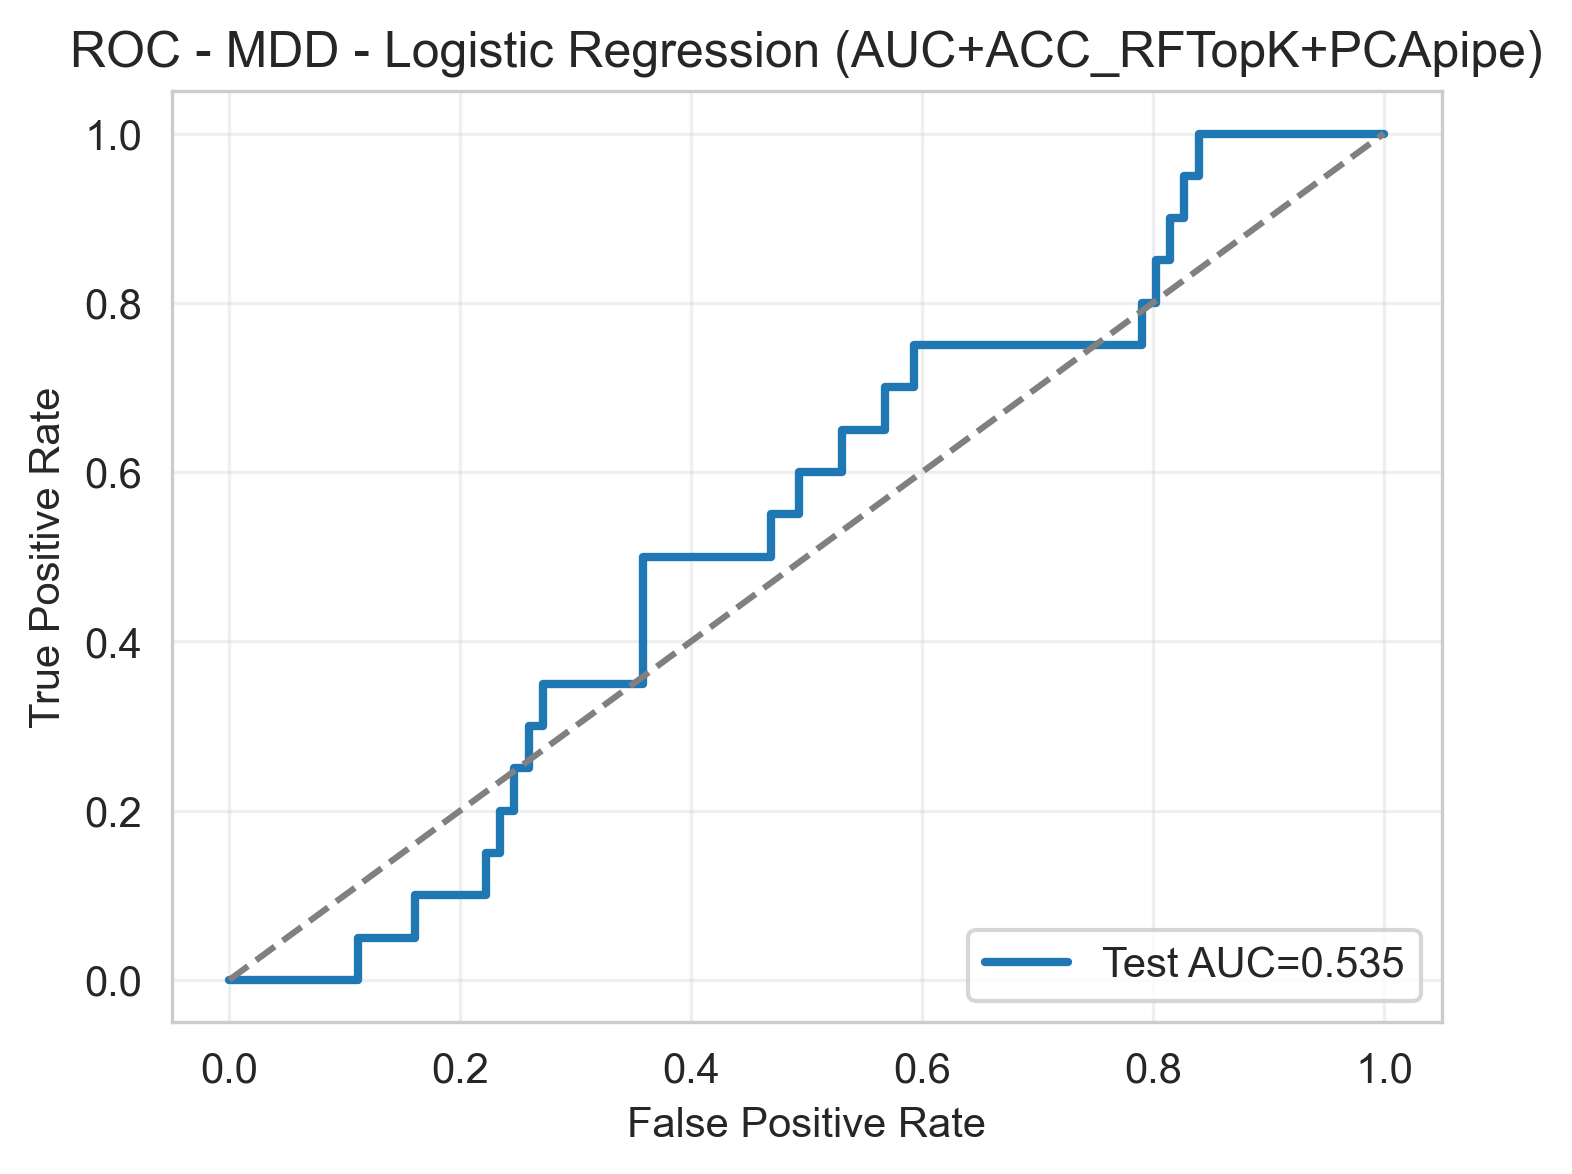 ROC - MDD - Logistic Regression (AUC+ACC_RFTopK+PCApipe)
1.0
0.8
0.6
0.4
0.2
0.0
True Positive Rate
Test AUC=0.535
0.0 0.2 0.4 0.6 0.8 1.0
False Positive Rate